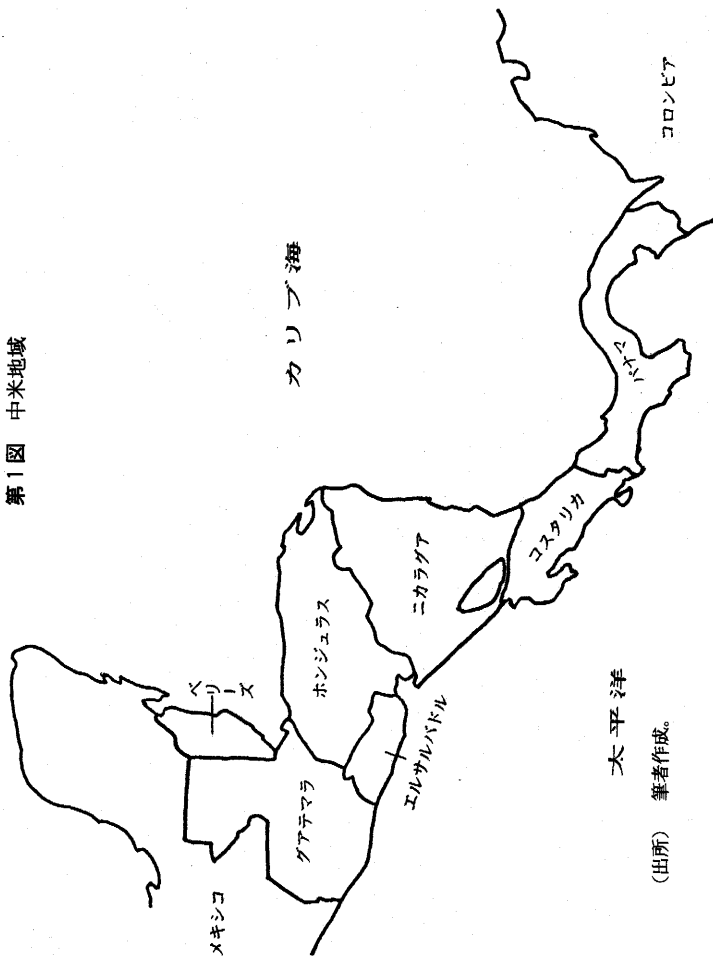 第1図 中米地域
カリブ海
メキシコ
ベリーズ
グアテマラ
ホンジュラス
エルサルバドル
ニカラグア
コスタリカ
パナマ
コロンビア
太平洋
(出所) 筆者作成。